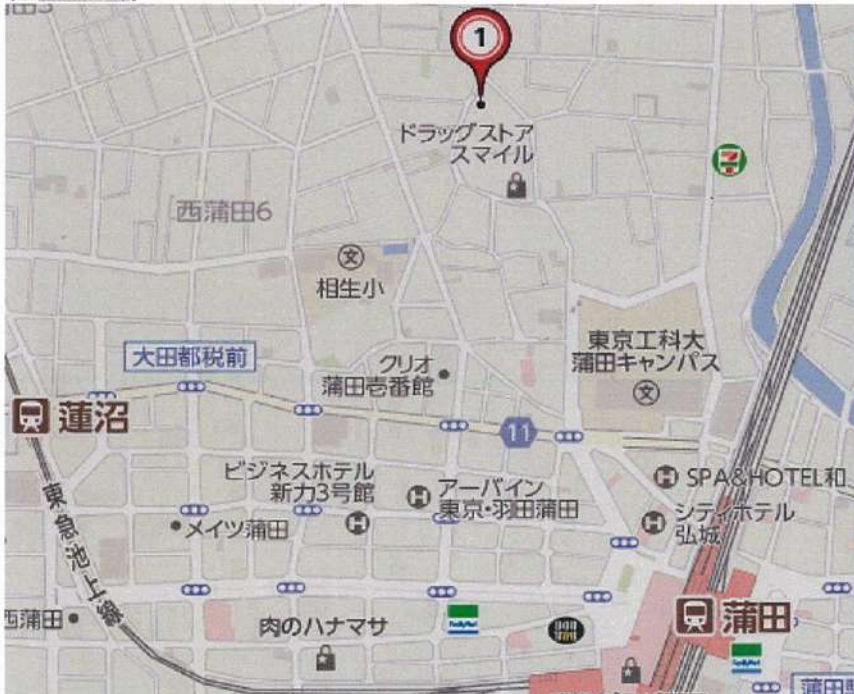 1
ドラッグストア
スマイル
西蒲田6
文
相生小
東京工科大
蒲田キャンパス
文
大田都税前
クリオ
蒲田壱番館
蓮沼
11
ビジネスホテル
新力3号館
H
H
アーバイン
東京・羽田蒲田
H
SPA&HOTEL和
H
シティホテル
弘城
メイツ蒲田
東急池上線
西蒲田
肉のハナマサ
FamilyMart
蒲田
FamilyMart